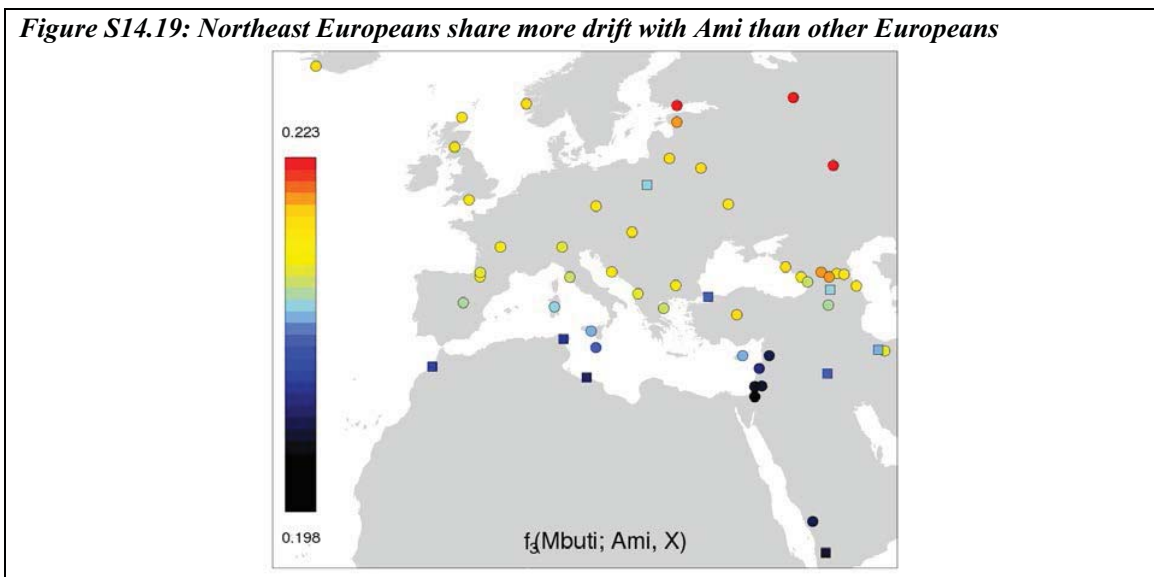 Figure S14.19: Northeast Europeans share more drift with Ami than other Europeans
0.223
0.198
f3(Mbuti; Ami, X)